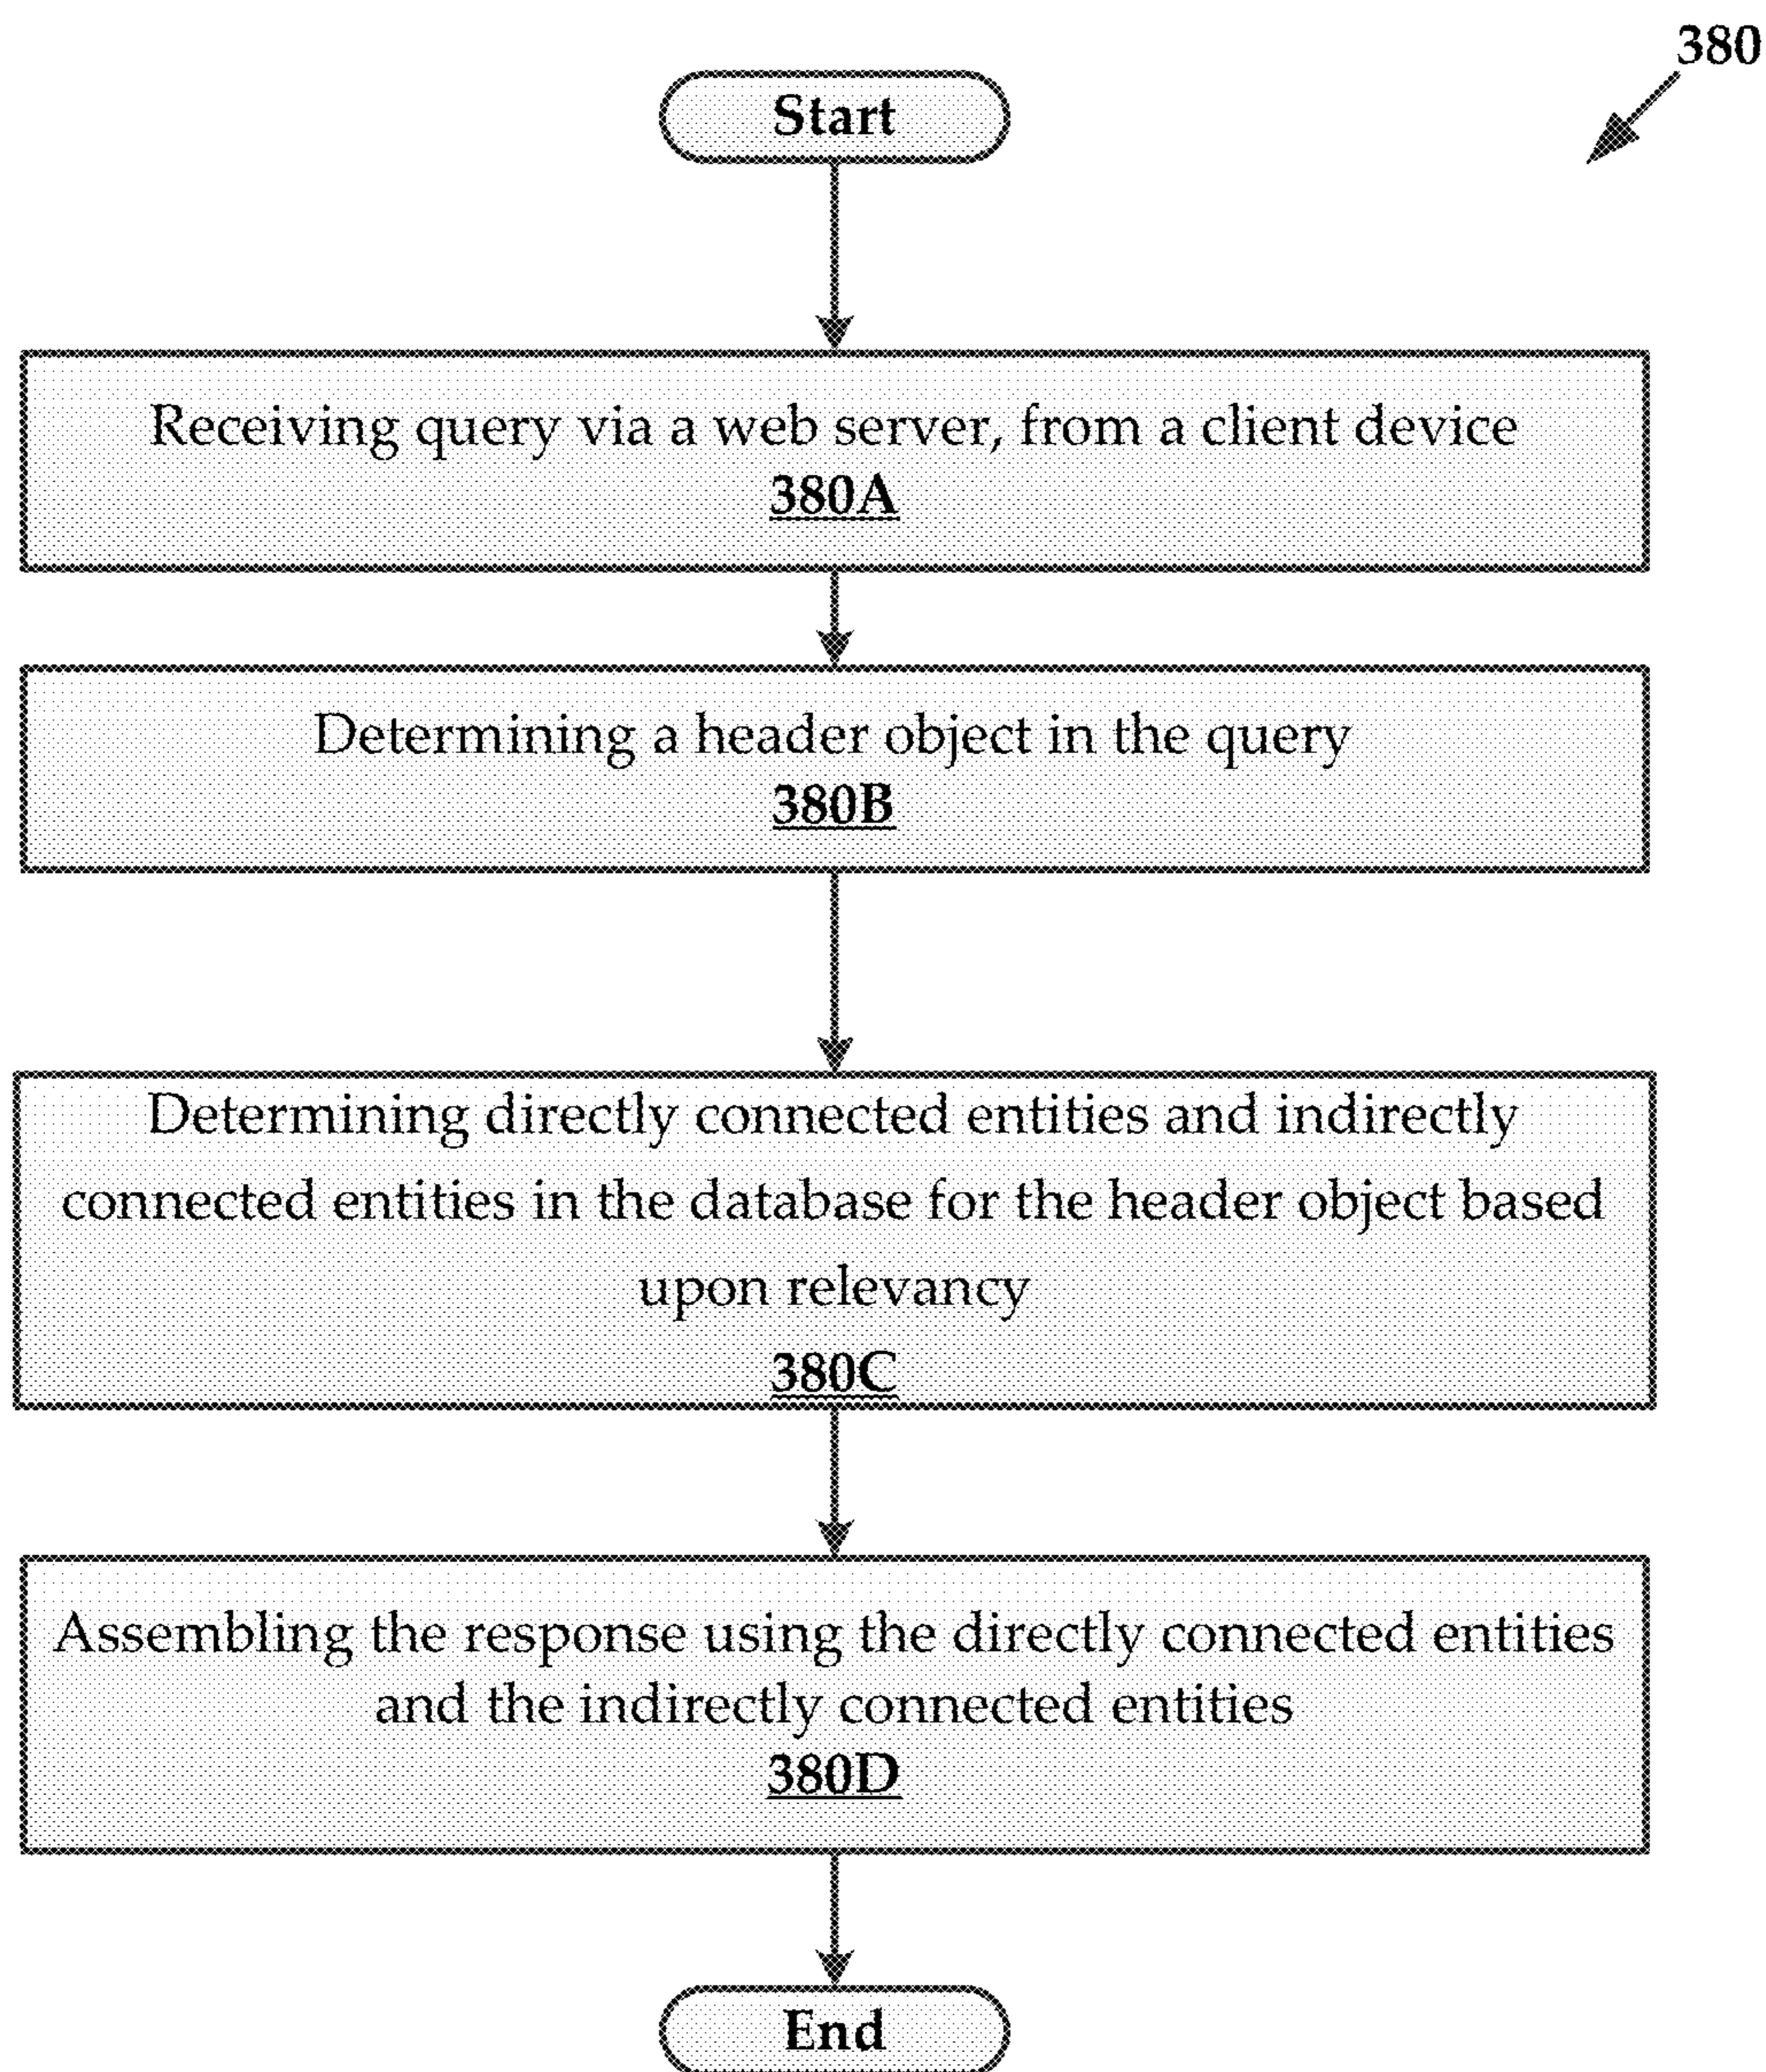 380
Start
Receiving query via a web server, from a client device
380A
Determining a header object in the query
380B
Determining directly connected entities and indirectly
connected entities in the database for the header object based
upon relevancy
380C
Assembling the response using the directly connected entities
and the indirectly connected entities
380D
End